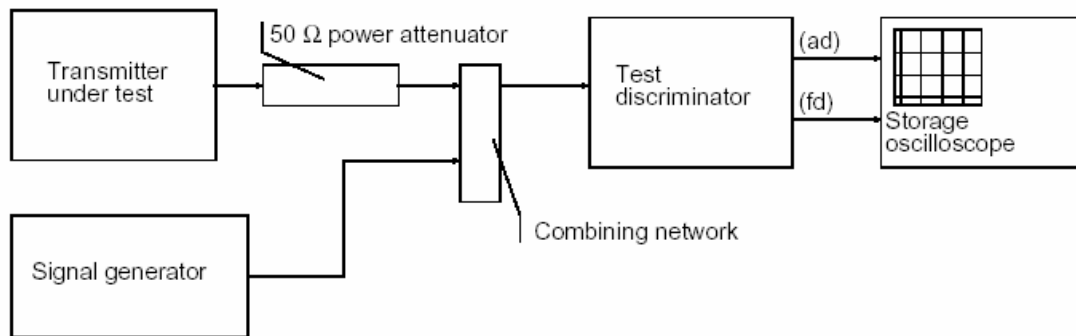 50 Ω power attenuator
Transmitter
under test
Test
discriminator
(ad)
(fd)
Storage
oscilloscope
Combining network
Signal generator